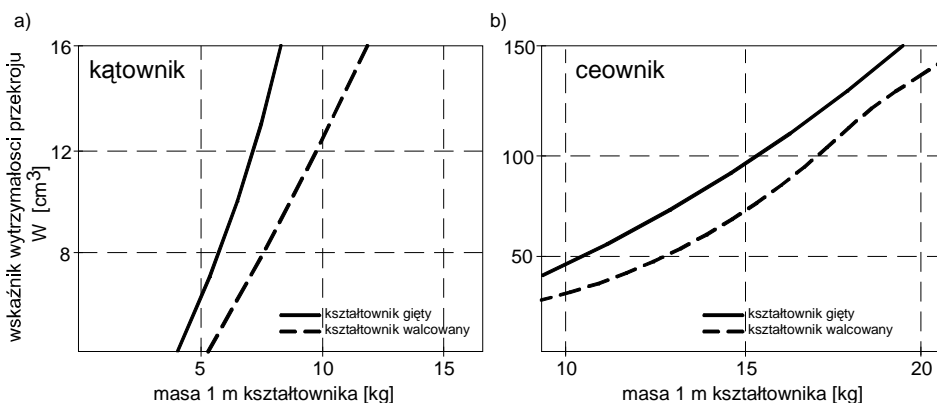 a)
wskaźnik wytrzymałosci przekroju
W [cm³]
16
12
8
kątownik
kształtownik gięty
kształtownik walcowany
5
10
15
masa 1 m kształtownika [kg]
b)
150
100
50
ceownik
kształtownik gięty
kształtownik walcowany
10
15
20
masa 1 m kształtownika [kg]